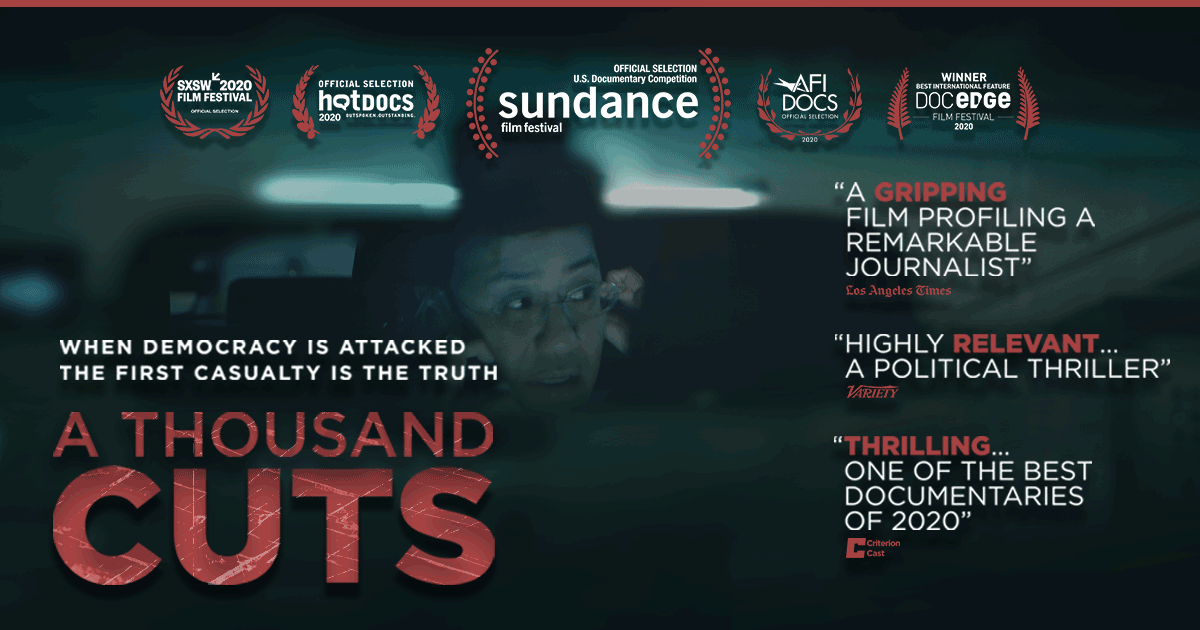 SXSW 2020
FILM FESTIVAL
OFFICIAL SELECTION
OFFICIAL SELECTION
hotDOCS
2020 OUTSPOKEN. OUTSTANDING.
OFFICIAL SELECTION
U.S. Documentary Competition
sundance
film festival
AFI
DOCS
OFFICIAL SELECTION
2020
WINNER
BEST INTERNATIONAL FEATURE
DOCEDGE
FILM FESTIVAL
2020
“A GRIPPING
FILM PROFILING A
REMARKABLE
JOURNALIST”
Los Angeles Times
“HIGHLY RELEVANT...
A POLITICAL THRILLER”
VARIETY
“THRILLING...
ONE OF THE BEST
DOCUMENTARIES
OF 2020”
Criterion
Cast
WHEN DEMOCRACY IS ATTACKED
THE FIRST CASUALTY IS THE TRUTH
A THOUSAND
CUTS